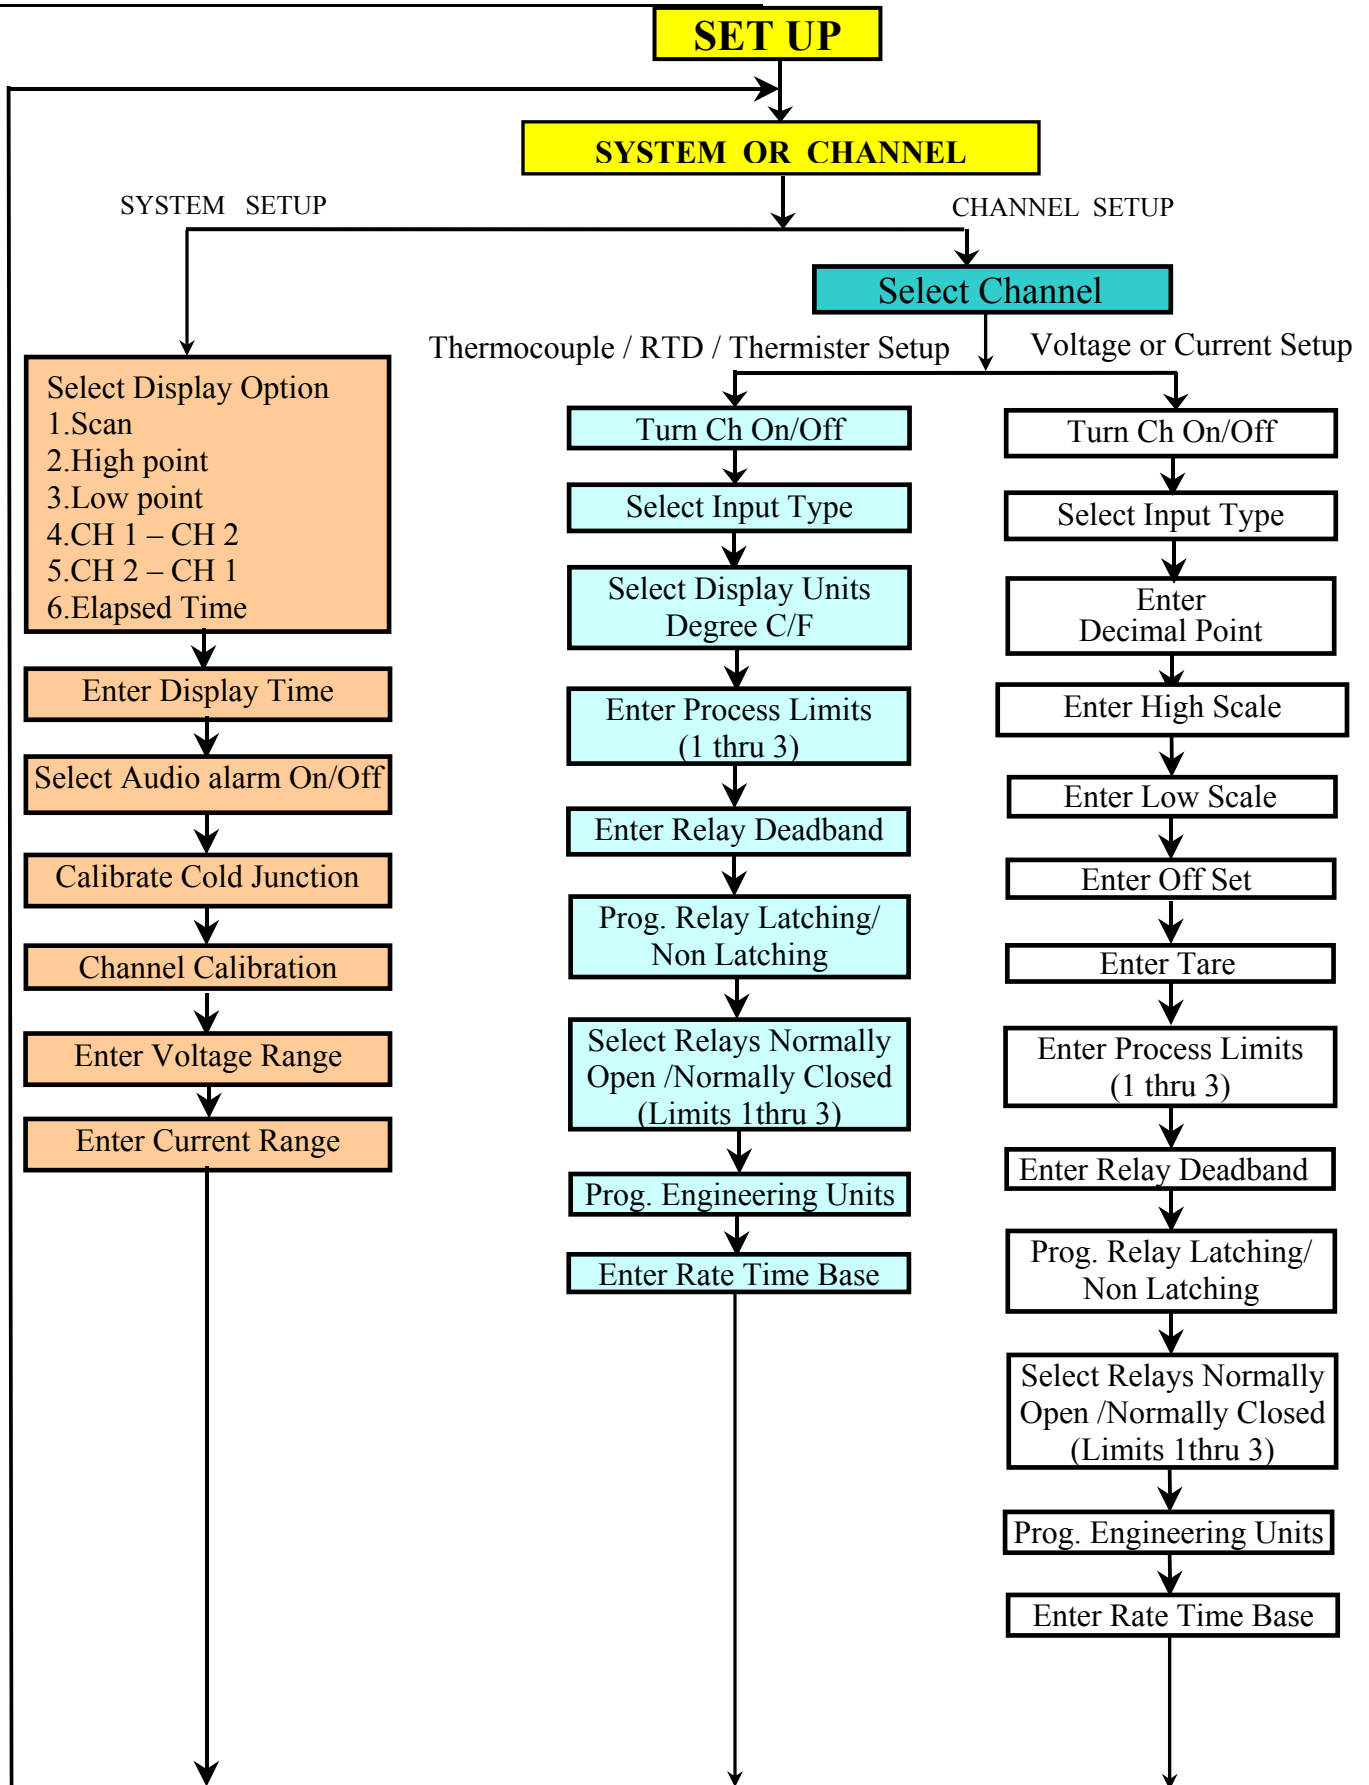 SET UP
SYSTEM OR CHANNEL
SYSTEM SETUP
CHANNEL SETUP
Select Channel
Thermocouple / RTD / Thermister Setup
Voltage or Current Setup
Select Display Option
1.Scan
2.High point
3.Low point
4.CH 1 – CH 2
5.CH 2 – CH 1
6.Elapsed Time
Enter Display Time
Select Audio alarm On/Off
Calibrate Cold Junction
Channel Calibration
Enter Voltage Range
Enter Current Range
Turn Ch On/Off
Select Input Type
Select Display Units
Degree C/F
Enter Process Limits
(1 thru 3)
Enter Relay Deadband
Prog. Relay Latching/
Non Latching
Select Relays Normally
Open /Normally Closed
(Limits 1thru 3)
Prog. Engineering Units
Enter Rate Time Base
Turn Ch On/Off
Select Input Type
Enter
Decimal Point
Enter High Scale
Enter Low Scale
Enter Off Set
Enter Tare
Enter Process Limits
(1 thru 3)
Enter Relay Deadband
Prog. Relay Latching/
Non Latching
Select Relays Normally
Open /Normally Closed
(Limits 1thru 3)
Prog. Engineering Units
Enter Rate Time Base